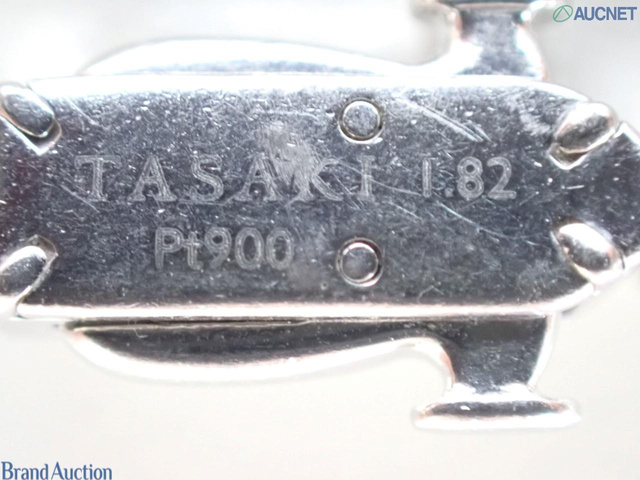 AUCNET
TASAKI 1.82
Pt900
Brand Auction